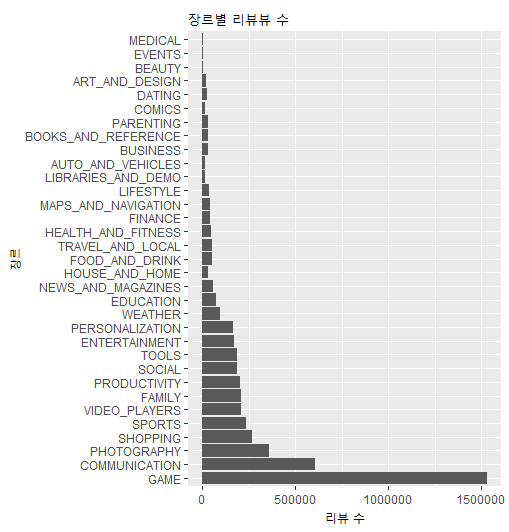 장르별 리뷰뷰 수
MEDICAL
EVENTS
BEAUTY
ART_AND_DESIGN
DATING
COMICS
PARENTING
BOOKS_AND_REFERENCE
BUSINESS
AUTO_AND_VEHICLES
LIBRARIES_AND_DEMO
LIFESTYLE
MAPS_AND_NAVIGATION
FINANCE
HEALTH_AND_FITNESS
TRAVEL_AND_LOCAL
FOOD_AND_DRINK
HOUSE_AND_HOME
NEWS_AND_MAGAZINES
EDUCATION
WEATHER
PERSONALIZATION
ENTERTAINMENT
TOOLS
SOCIAL
PRODUCTIVITY
FAMILY
VIDEO_PLAYERS
SPORTS
SHOPPING
PHOTOGRAPHY
COMMUNICATION
GAME
장르
0 500000 1000000 1500000
리뷰 수